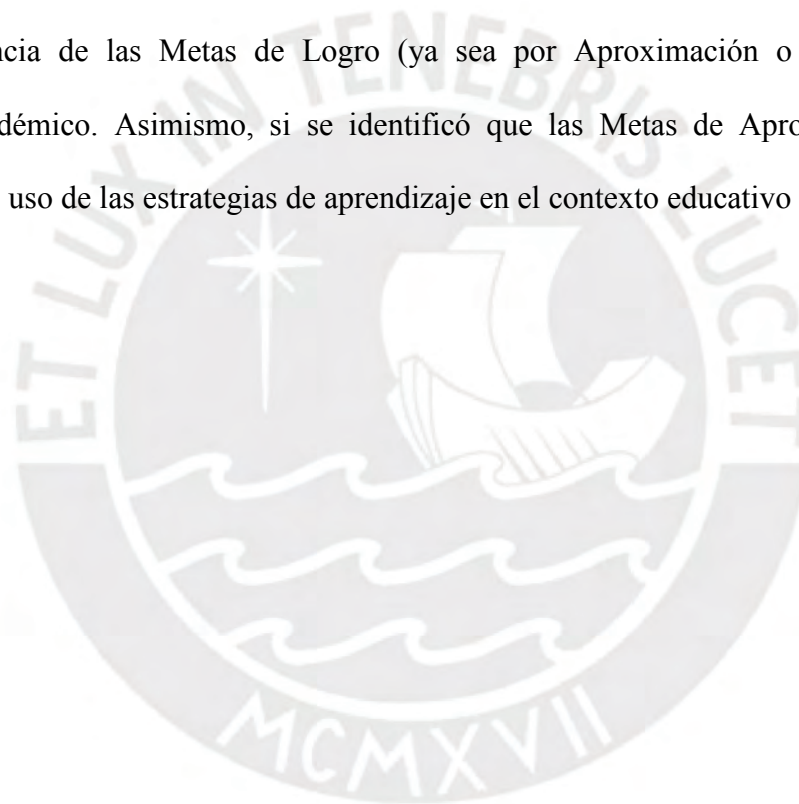 ncia de las Metas de Logro (ya sea por Aproximación o
démico. Asimismo, si se identificó que las Metas de Apro
uso de las estrategias de aprendizaje en el contexto educativo
ET LUX IN TENEBRIS LUCET
MCMXVII